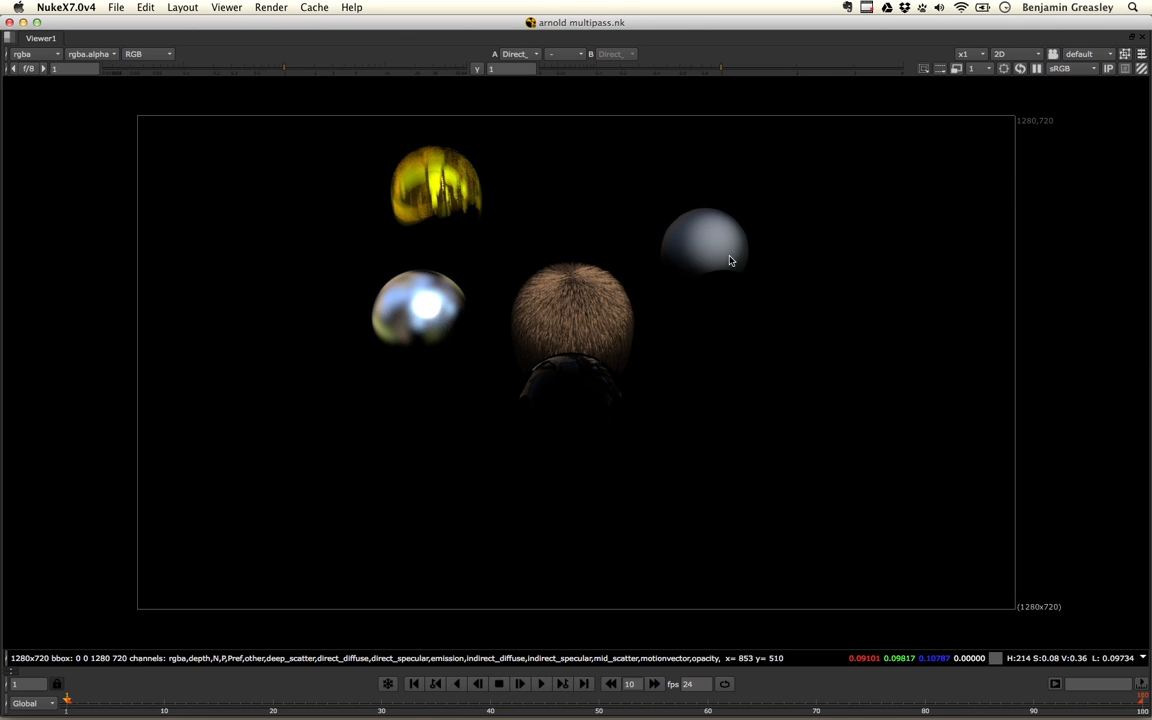 NukeX7.0v4 File Edit Layout Viewer Render Cache Help Benjamin Greasley
arnold multipass.nk
Viewer1
rgba rgba.alpha RGB A Direct_ - B Direct_ x1 2D default
f/8 1 Y 1 1 sRGB IP
1280,720
(1280x720)
1280x720 bbox: 0 0 1280 720 channels: rgba,depth,N,P,Pref,other,deep_scatter,direct_diffuse,direct_specular,emission,indirect_diffuse,indirect_specular,mid_scatter,motionvector,opacity, x= 853 y= 510 0.09101 0.09817 0.10787 0.00000 H:214 S:0.08 V:0.36 L: 0.09734
1 10 fps 24
100
Global 1 10 20 30 40 50 60 70 80 90 100